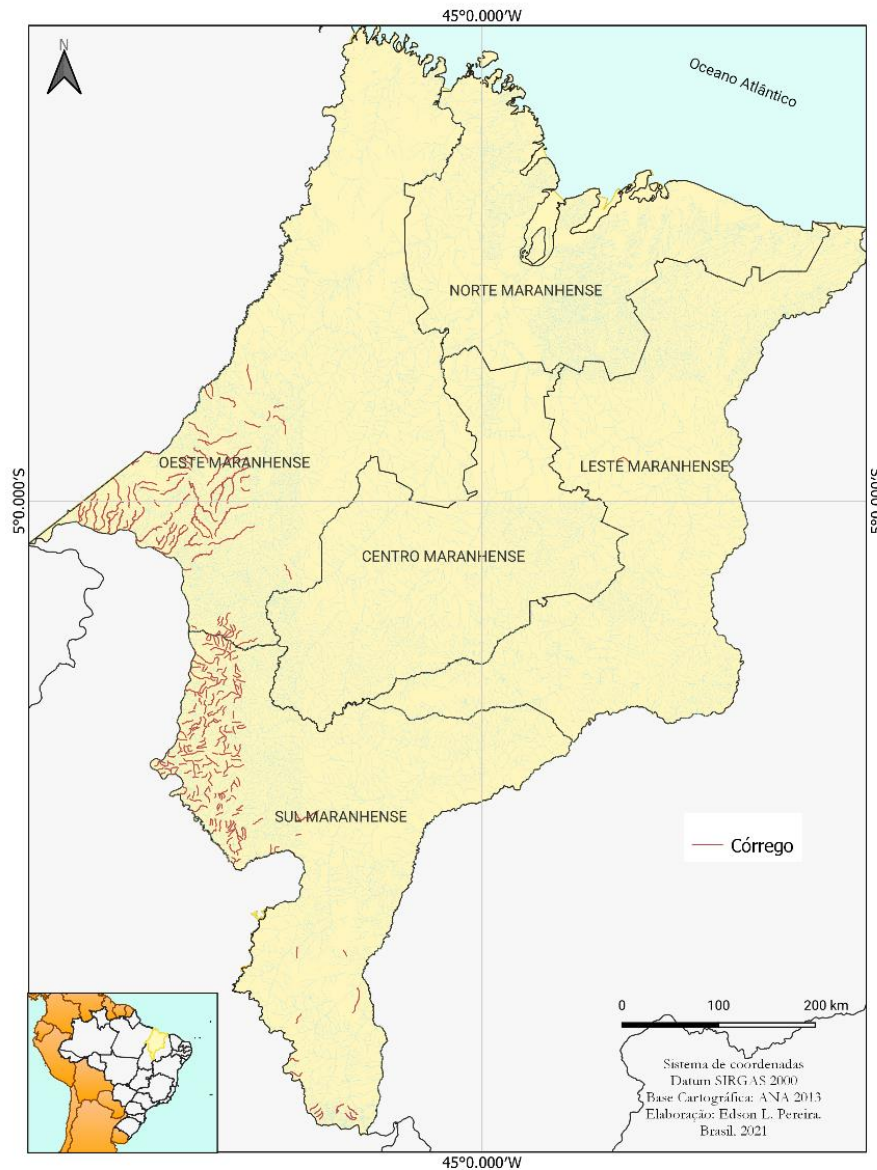 45°0.000'W
N
Oceano Atlântico
NORTE MARANHENSE
OESTE MARANHENSE
LESTE MARANHENSE
5°0.000'S
5°0.000'S
CENTRO MARANHENSE
SUL MARANHENSE
Córrego
0 100 200 km
Sistema de coordenadas
Datum SIRGAS 2000
Base Cartográfica: ANA 2013
Elaboração: Edson L. Pereira.
Brasil. 2021
45°0.000'W